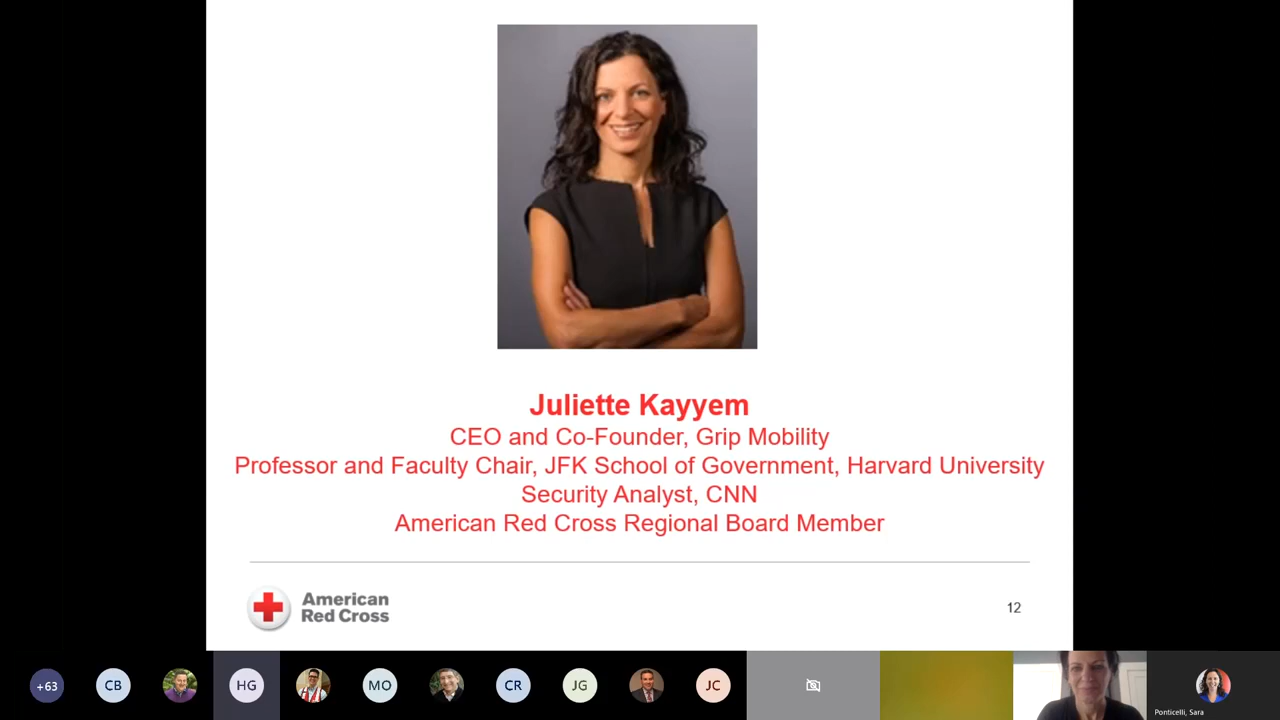 Juliette Kayyem
CEO and Co-Founder, Grip Mobility
Professor and Faculty Chair, JFK School of Government, Harvard University
Security Analyst, CNN
American Red Cross Regional Board Member
American
Red Cross
12
+63
CB
HG
MO
CR
JG
JC
Ponticelli, Sara